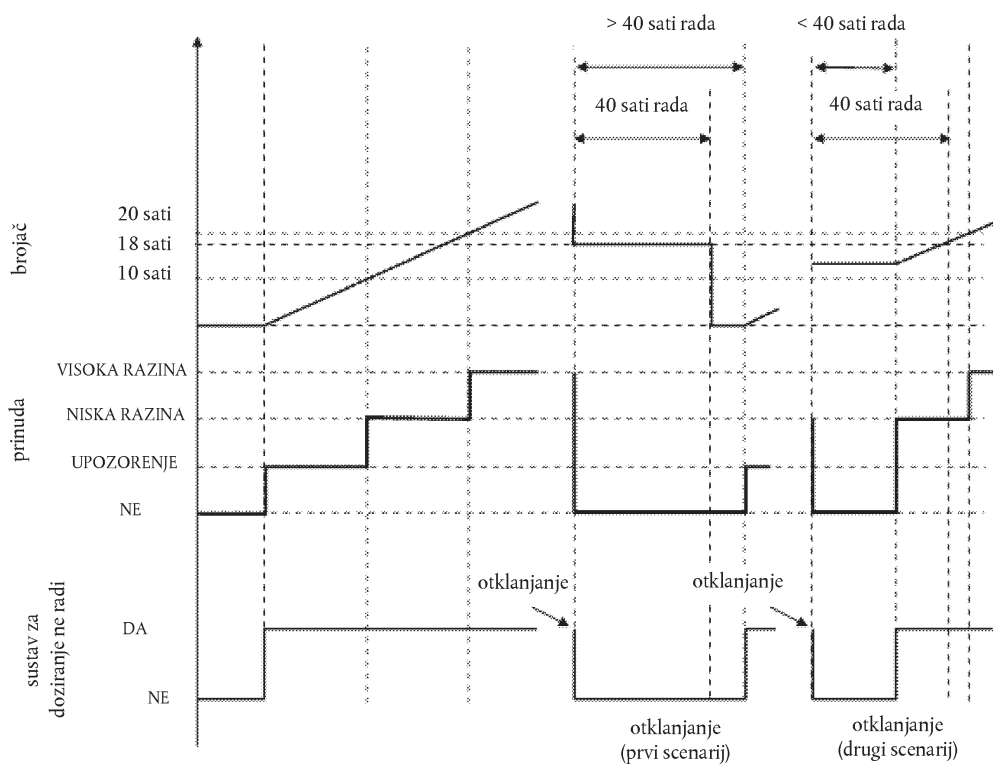 > 40 sati rada
< 40 sati rada
40 sati rada
40 sati rada
brojač
20 sati
18 sati
10 sati
prinuda
VISOKA RAZINA
NISKA RAZINA
UPOZORENJE
NE
sustav za
doziranje ne radi
DA
NE
otklanjanje
otklanjanje
otklanjanje
(prvi scenarij)
otklanjanje
(drugi scenarij)